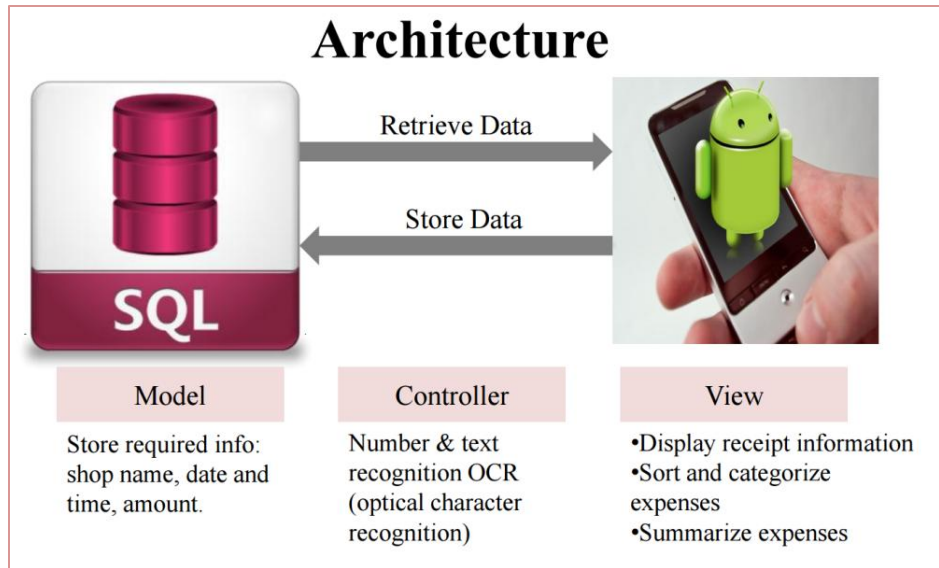 Architecture
Retrieve Data
Store Data
SQL
Model
Controller
View
Store required info:
shop name, date and
time, amount.
Number & text
recognition OCR
(optical character
recognition)
•Display receipt information
•Sort and categorize
expenses
•Summarize expenses